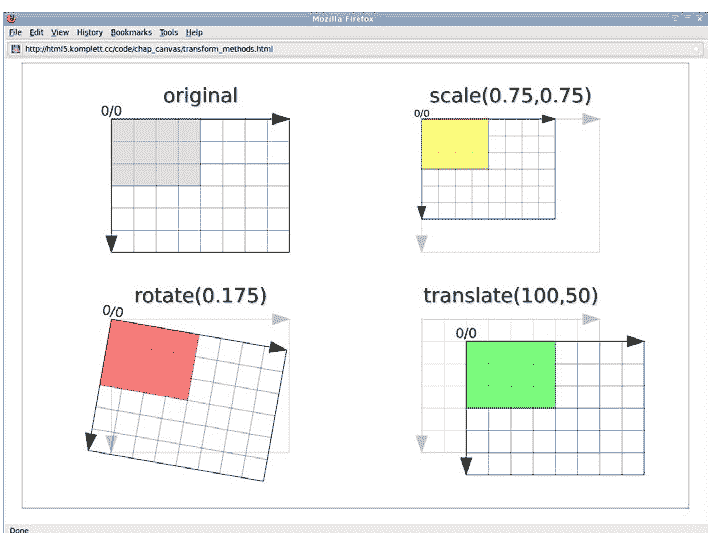 Mozilla Firefox
File Edit View History Bookmarks Tools Help
http://html5.komplett.cc/code/chap_canvas/transform_methods.html
original
0/0
scale(0.75,0.75)
0/0
rotate(0.175)
0/0
translate(100,50)
0/0
Done